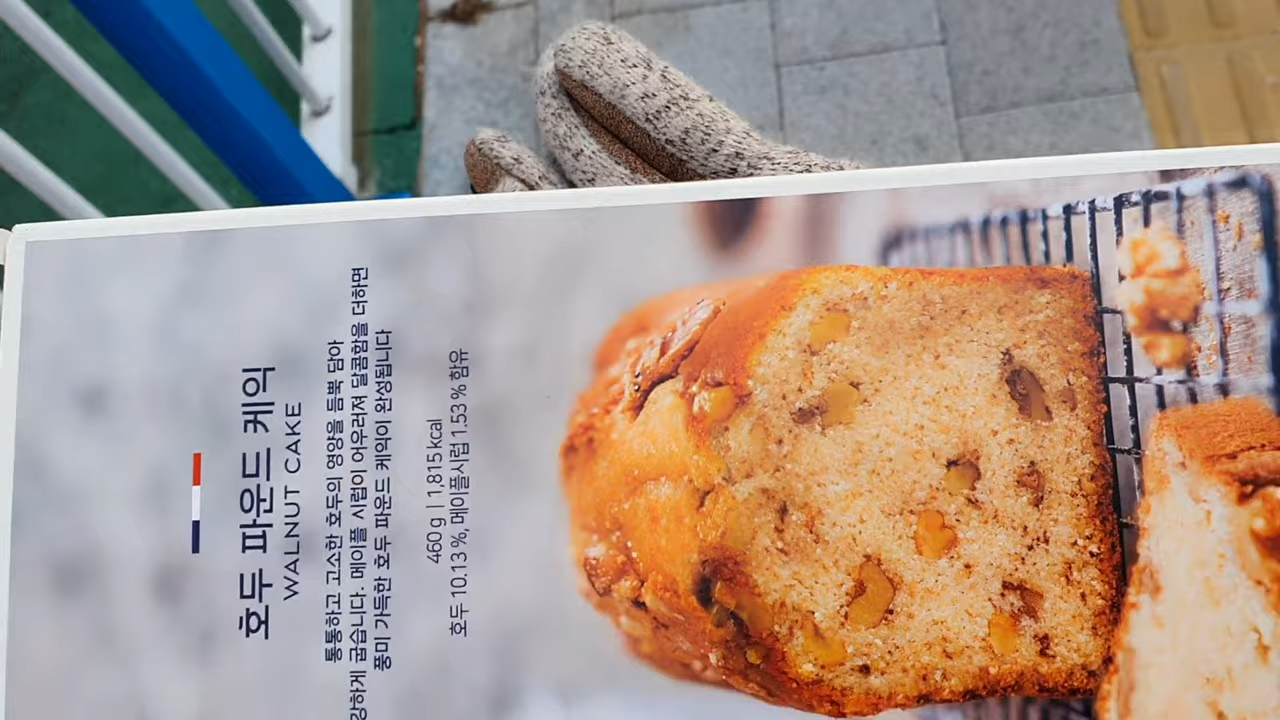 호두 파운드 케익
WALNUT CAKE
통통하고 고소한 호두의 영양을 듬뿍 담아
강하게 굽습니다. 메이플 시럽이 어우러져 달콤함을 더하면
풍미 가득한 호두 파운드 케익이 완성됩니다
460 g | 1,815 kcal
호두 10.13 %, 메이플시럽 1.53 % 함유